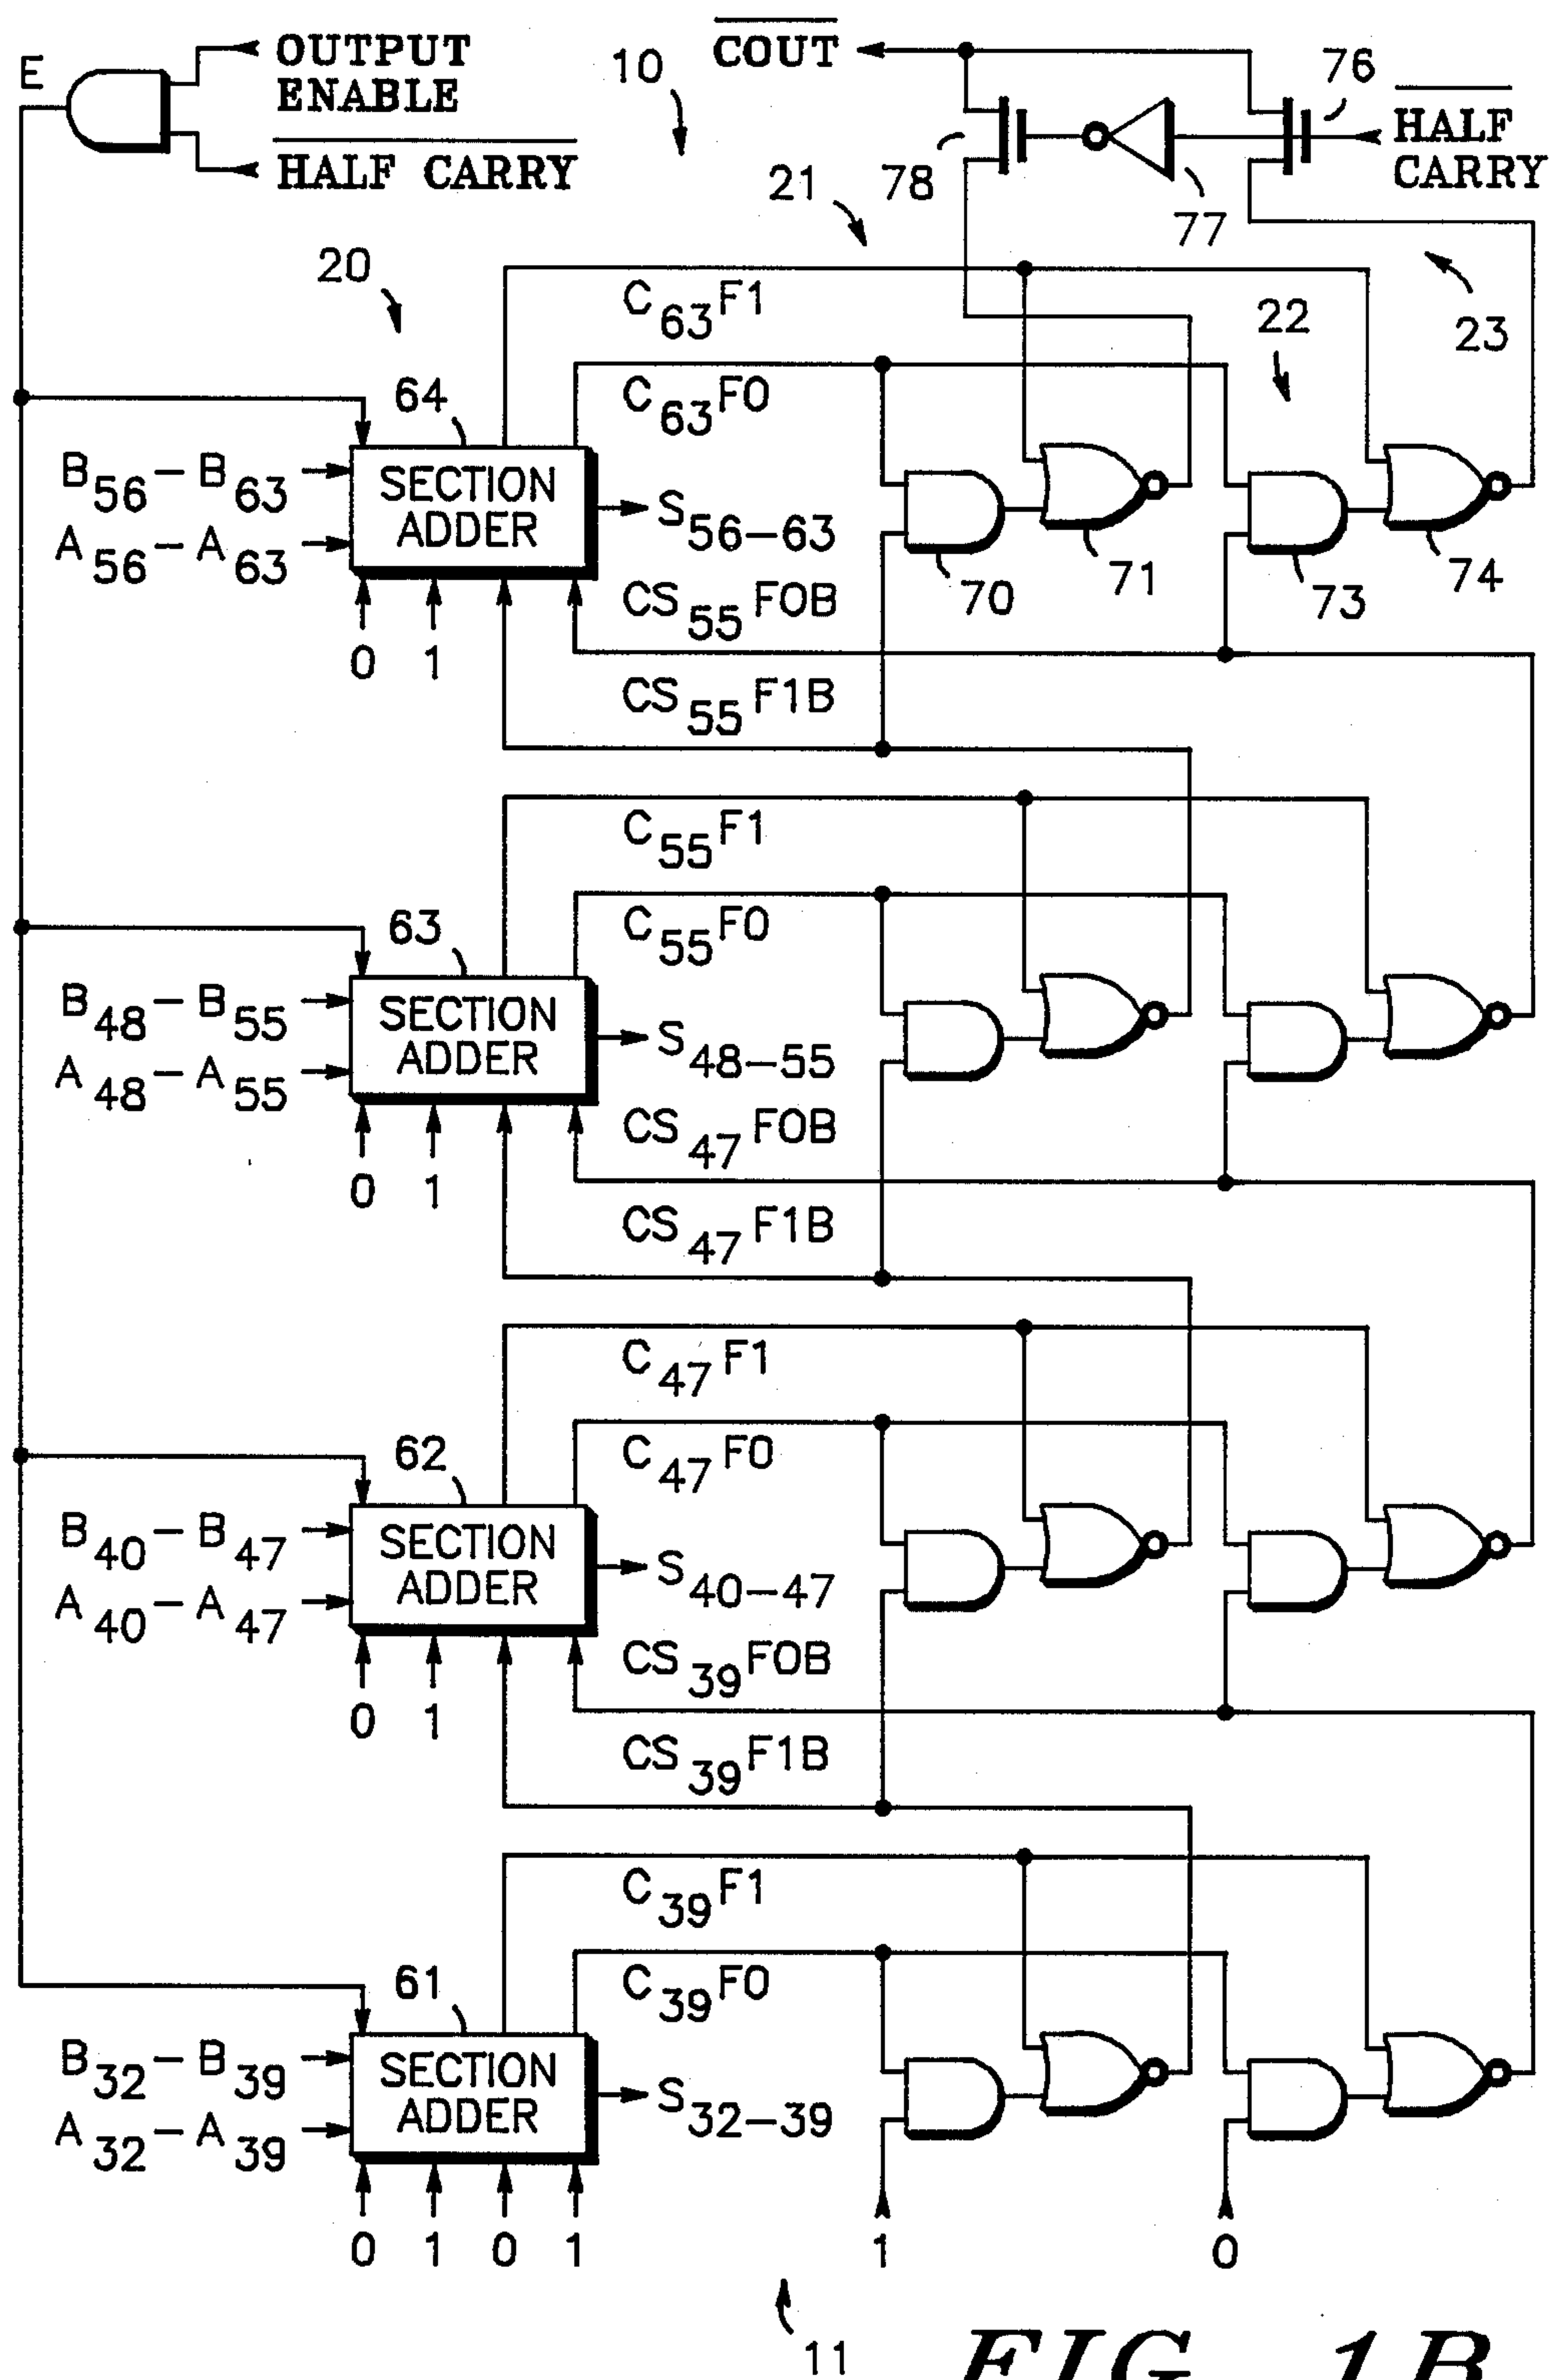 E
OUTPUT
ENABLE
HALF CARRY
10
COUT
76
HALF
CARRY
78
77
21
20
23
22
C63F1
C63F0
64
B56-B63
A56-A63
SECTION
ADDER
S56-63
70
71
73
74
0 1
CS55F0B
CS55F1B
C55F1
C55F0
63
B48-B55
A48-A55
SECTION
ADDER
S48-55
0 1
CS47F0B
CS47F1B
C47F1
C47F0
62
B40-B47
A40-A47
SECTION
ADDER
S40-47
0 1
CS39F0B
CS39F1B
C39F1
C39F0
61
B32-B39
A32-A39
SECTION
ADDER
S32-39
0 1 0 1
1
0
11
FIG. 1B